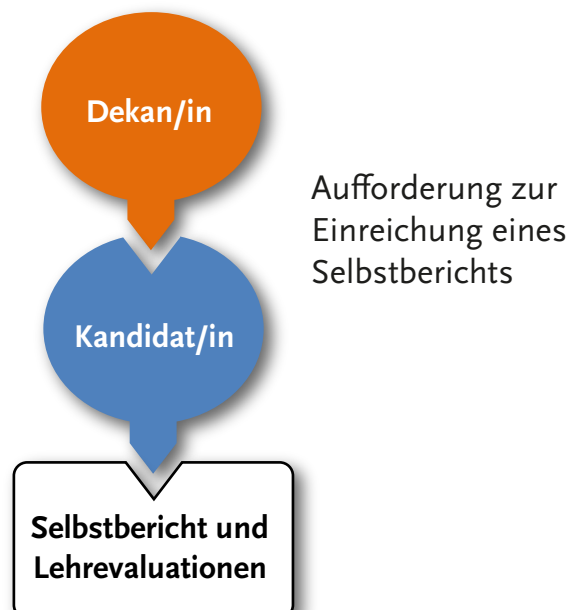 Dekan/in
Aufforderung zur
Einreichung eines
Selbstberichts
Kandidat/in
Selbstbericht und
Lehrevaluationen